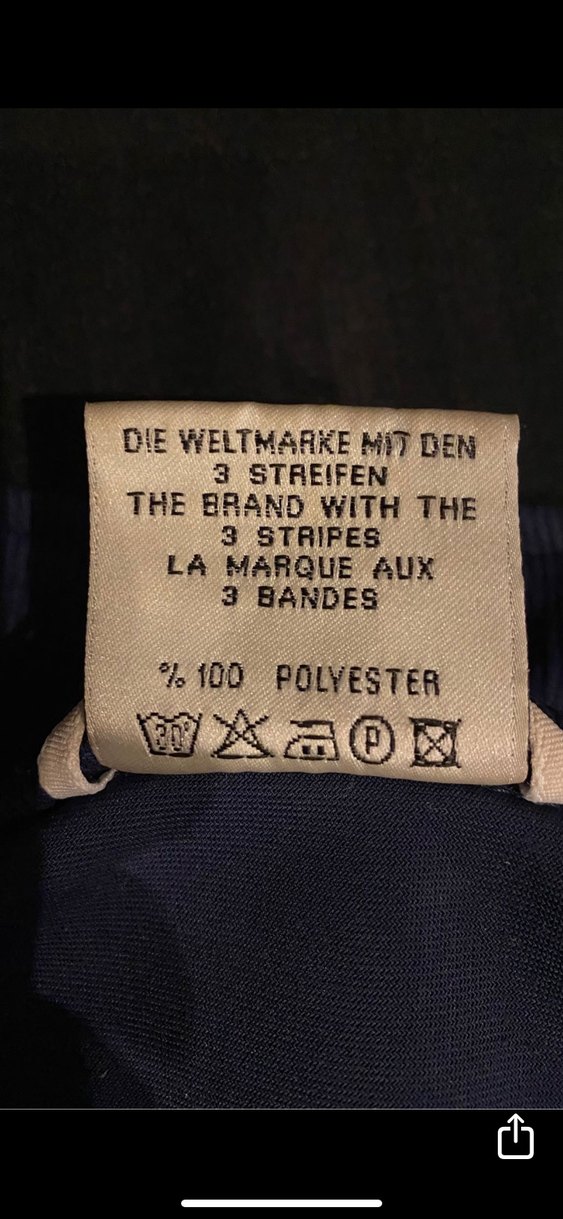 DIE WELTMARKE MIT DEN
3 STREIFEN
THE BRAND WITH THE
3 STRIPES
LA MARQUE AUX
3 BANDES
% 100 POLYESTER
30° P